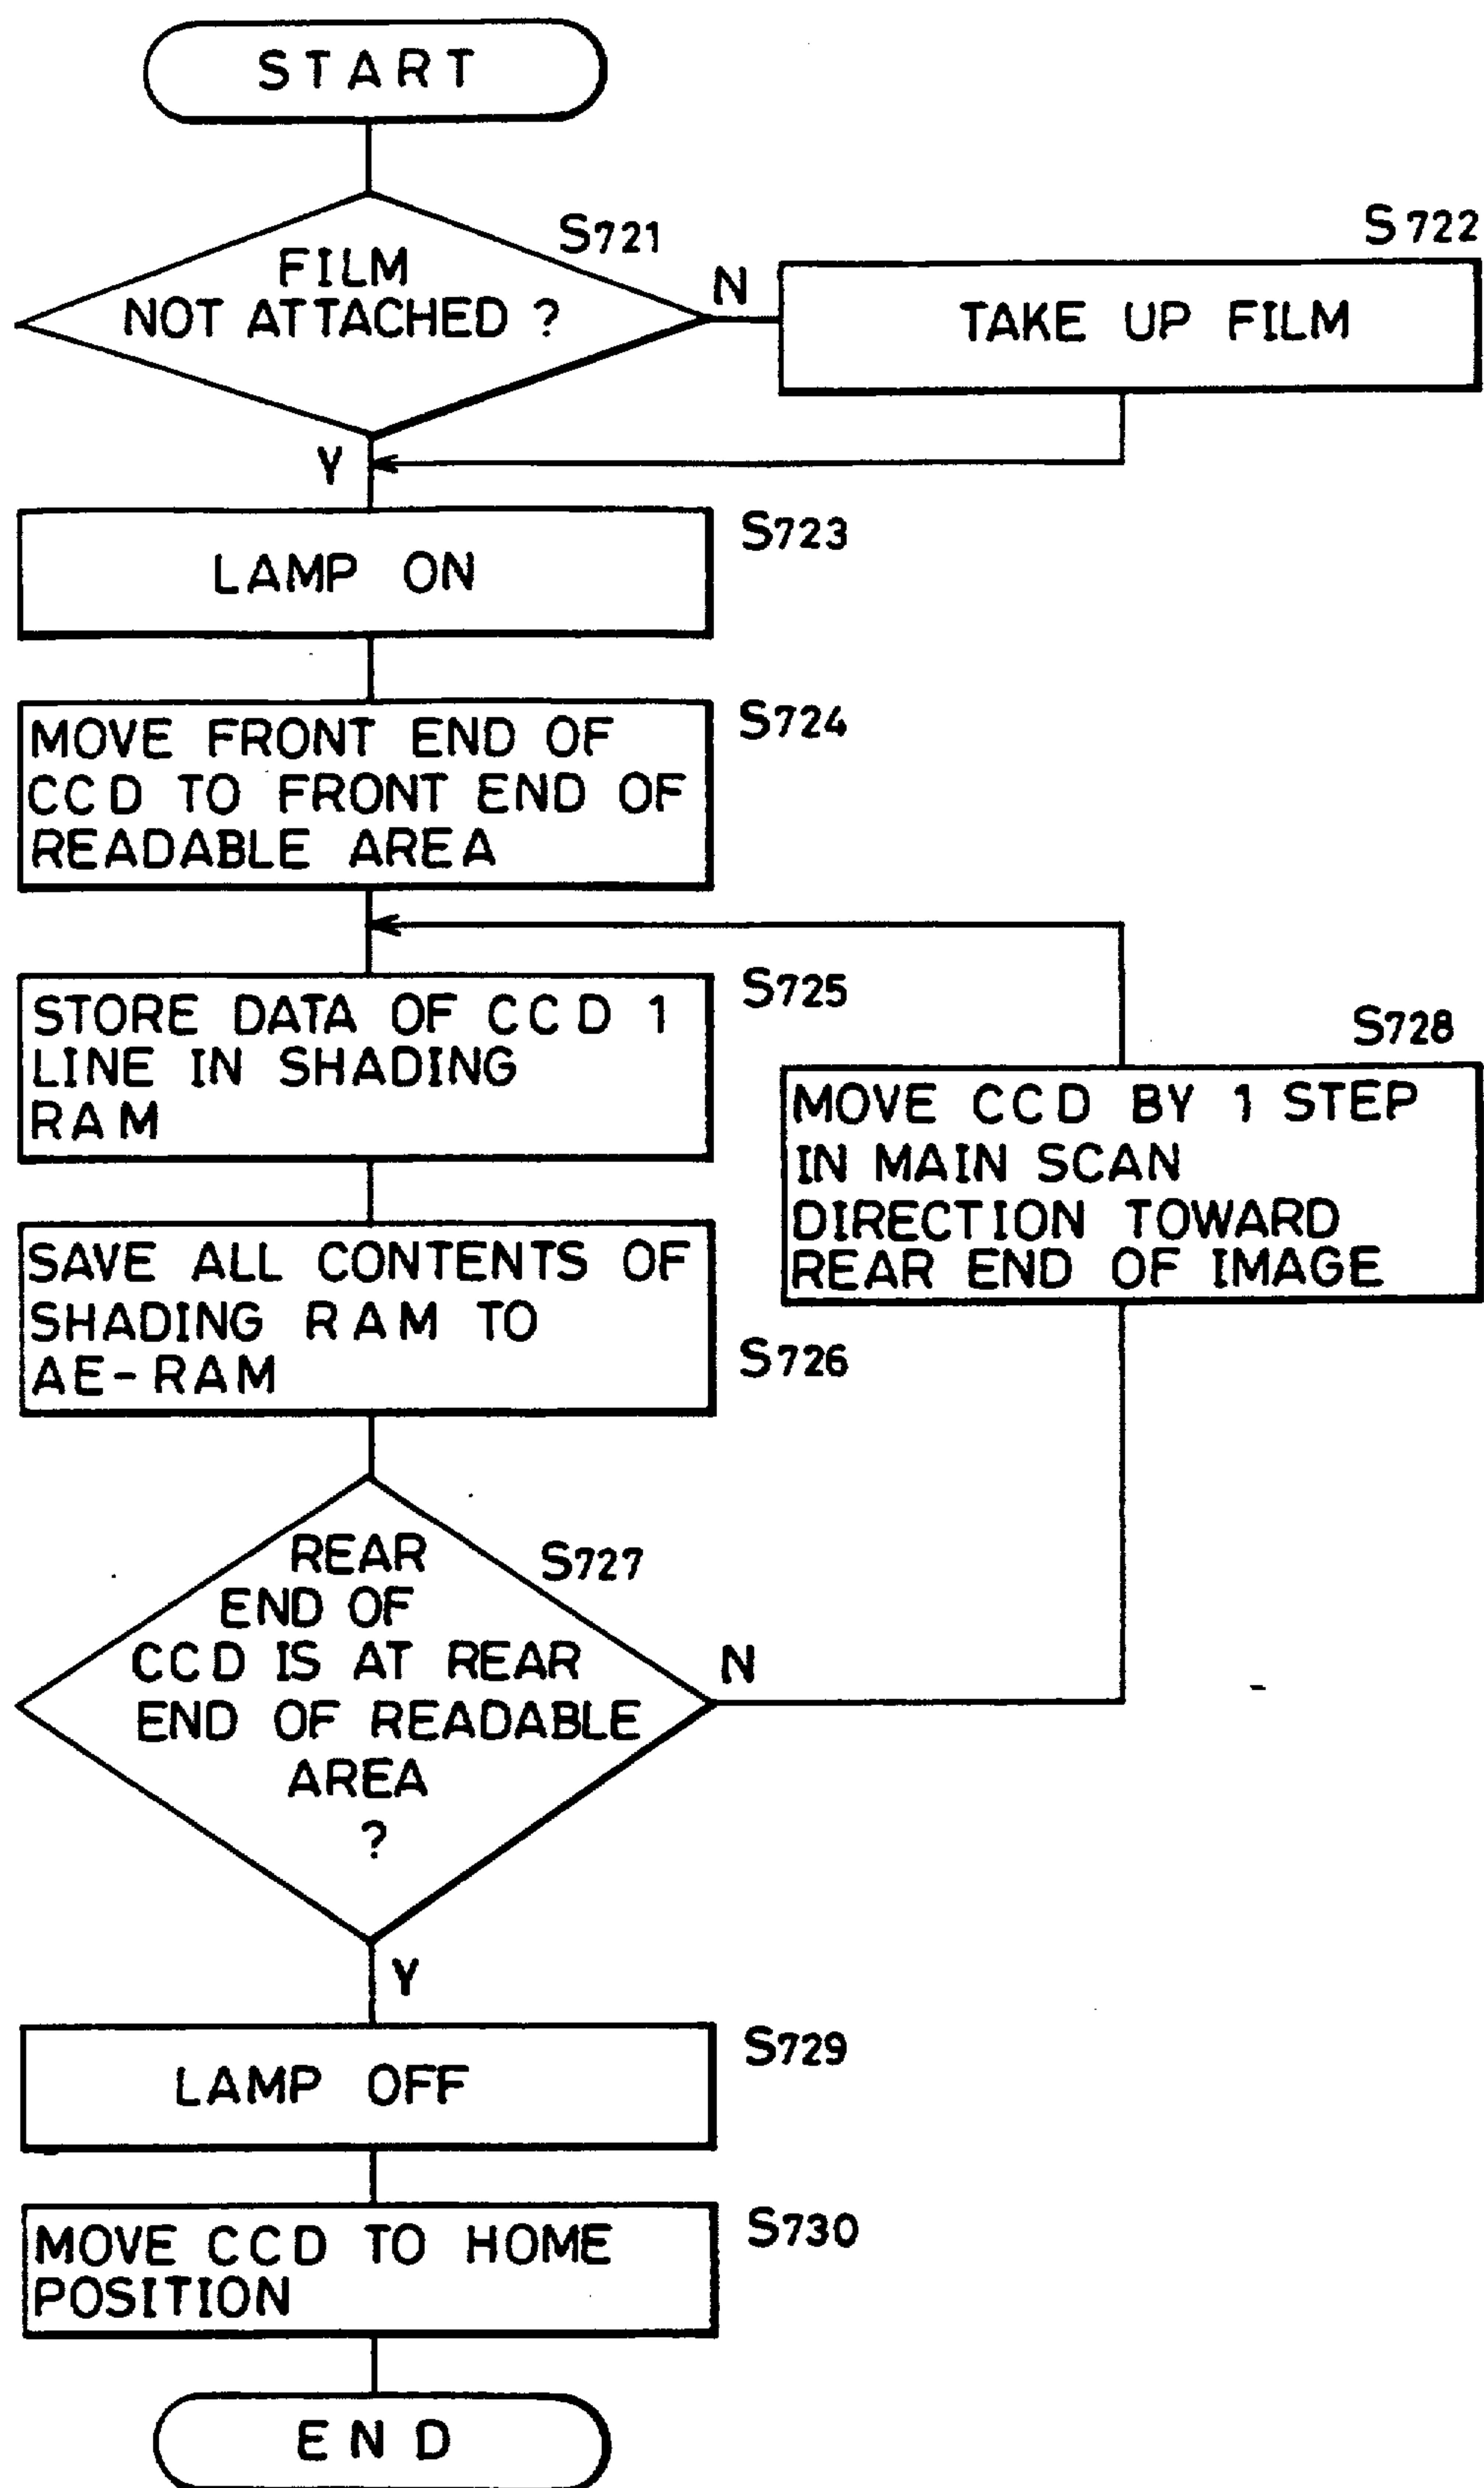 START
S721
FILM
NOT ATTACHED ?
N
S722
TAKE UP FILM
Y
S723
LAMP ON
S724
MOVE FRONT END OF
CCD TO FRONT END OF
READABLE AREA
S725
STORE DATA OF CCD 1
LINE IN SHADING
RAM
S728
MOVE CCD BY 1 STEP
IN MAIN SCAN
DIRECTION TOWARD
REAR END OF IMAGE
SAVE ALL CONTENTS OF
SHADING RAM TO
AE-RAM
S726
S727
REAR
END OF
CCD IS AT REAR
END OF READABLE
AREA
?
N
Y
S729
LAMP OFF
S730
MOVE CCD TO HOME
POSITION
END